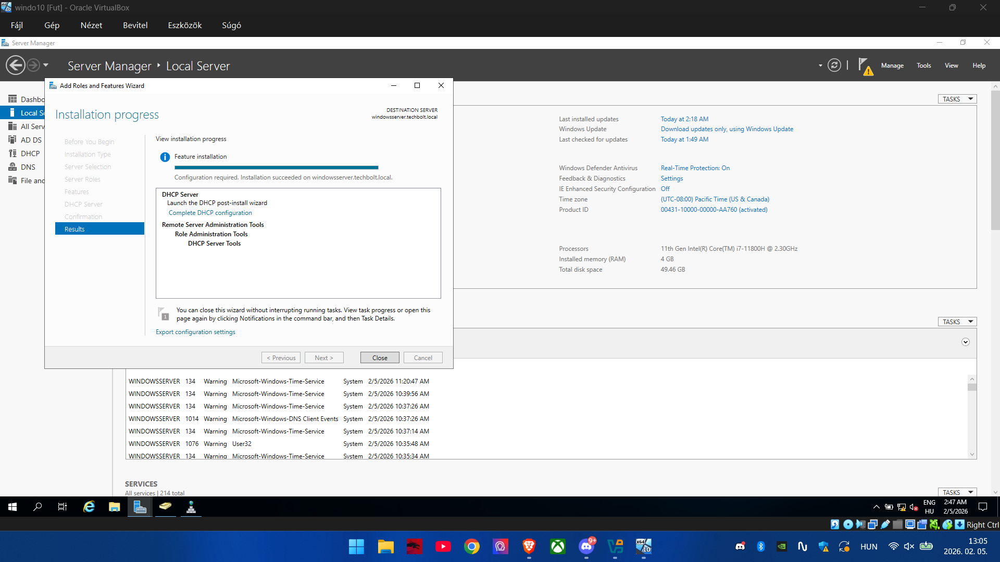 windo10 [Fut] - Oracle VirtualBox
Fájl Gép Nézet Bevitel Eszközök Súgó
Server Manager
Server Manager ‣ Local Server
Manage Tools View Help
Dashbo
Local Se
All Serv
AD DS
DHCP
DNS
File and
Add Roles and Features Wizard
Installation progress
DESTINATION SERVER
windowsserver.techbolt.local
Before You Begin
Installation Type
Server Selection
Server Roles
Features
DHCP Server
Confirmation
Results
View installation progress
Feature installation
Configuration required. Installation succeeded on windowsserver.techbolt.local.
DHCP Server
Launch the DHCP post-install wizard
Complete DHCP configuration
Remote Server Administration Tools
Role Administration Tools
DHCP Server Tools
1
You can close this wizard without interrupting running tasks. View task progress or open this
page again by clicking Notifications in the command bar, and then Task Details.
Export configuration settings
< Previous Next > Close Cancel
TASKS
Last installed updates Today at 2:18 AM
Windows Update Download updates only, using Windows Update
Last checked for updates Today at 1:49 AM
Windows Defender Antivirus Real-Time Protection: On
Feedback & Diagnostics Settings
IE Enhanced Security Configuration Off
Time zone (UTC-08:00) Pacific Time (US & Canada)
Product ID 00431-10000-00000-AA760 (activated)
Processors 11th Gen Intel(R) Core(TM) i7-11800H @ 2.30GHz
Installed memory (RAM) 4 GB
Total disk space 49.46 GB
TASKS
WINDOWSSERVER 134 Warning Microsoft-Windows-Time-Service System 2/5/2026 11:20:47 AM
WINDOWSSERVER 134 Warning Microsoft-Windows-Time-Service System 2/5/2026 10:39:56 AM
WINDOWSSERVER 134 Warning Microsoft-Windows-Time-Service System 2/5/2026 10:37:26 AM
WINDOWSSERVER 1014 Warning Microsoft-Windows-DNS Client Events System 2/5/2026 10:37:26 AM
WINDOWSSERVER 134 Warning Microsoft-Windows-Time-Service System 2/5/2026 10:37:14 AM
WINDOWSSERVER 1076 Warning User32 System 2/5/2026 10:35:48 AM
WINDOWSSERVER 134 Warning Microsoft-Windows-Time-Service System 2/5/2026 10:35:34 AM
SERVICES
All services | 214 total
TASKS
ENG
HU
2:47 AM
2/5/2026
Right Ctrl
9+
x64
10
HUN
13:05
2026. 02. 05.